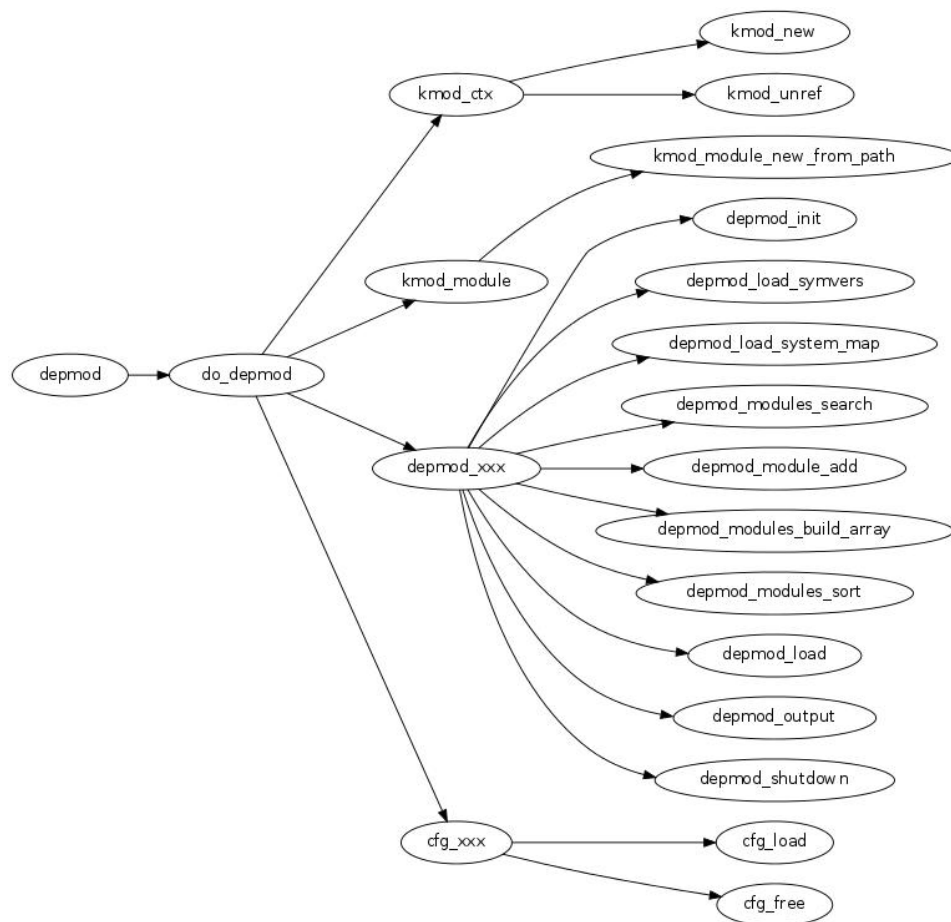 kmod_new
kmod_ctx
kmod_unref
kmod_module_new_from_path
depmod_init
kmod_module
depmod_load_symvers
depmod_load_system_map
depmod
do_depmod
depmod_modules_search
depmod_xxx
depmod_module_add
depmod_modules_build_array
depmod_modules_sort
depmod_load
depmod_output
depmod_shutdown
cfg_xxx
cfg_load
cfg_free